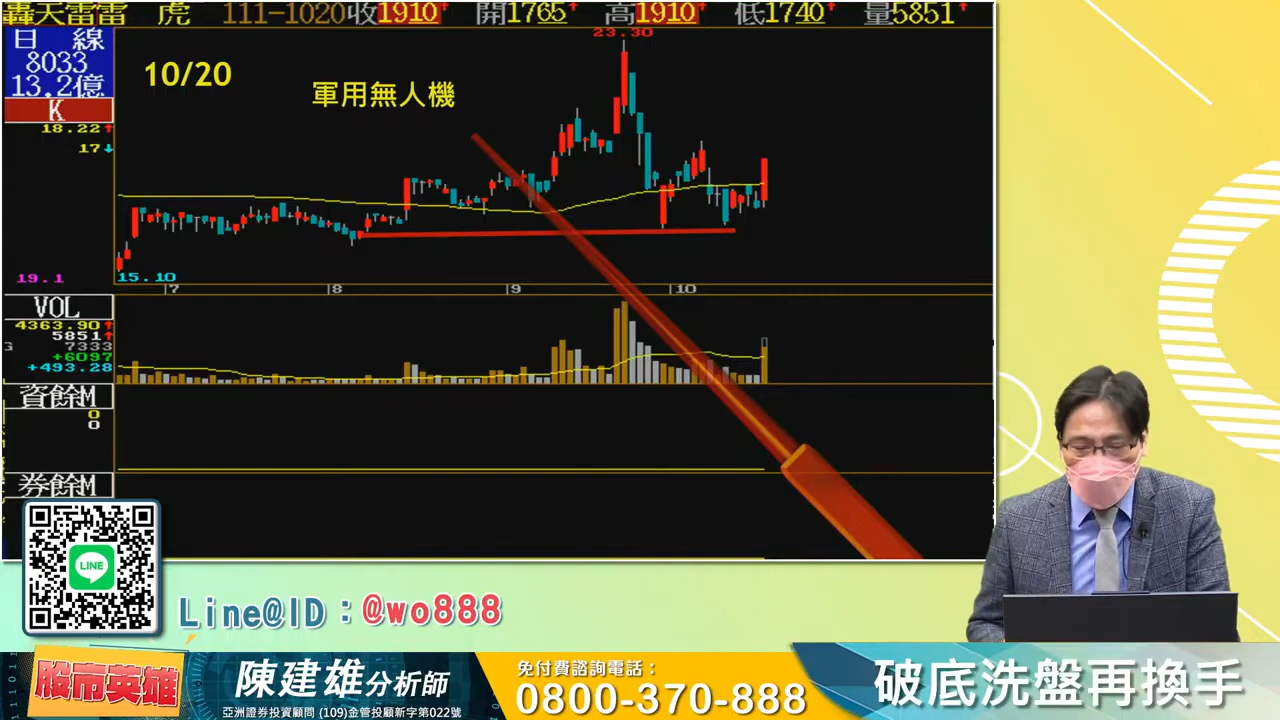 轟天雷雷 虎 111-1020收1910↑ 開1765↑ 高1910↑ 低1740↑ 量5851↑
日 線
8033
13.2億
K
18.22↑
17↓
19.1
10/20
軍用無人機
23.30
15.10
7 8 9 10
VOL
4363.90↑
5851↑
G 7333
+6097
+493.28
資餘M
0
0
券餘M
LINE
Line@ID：@wo888
股市英雄
陳建雄分析師
亞洲證券投資顧問 (109)金管投顧新字第022號
免付費諮詢電話：
0800-370-888
破底洗盤再換手